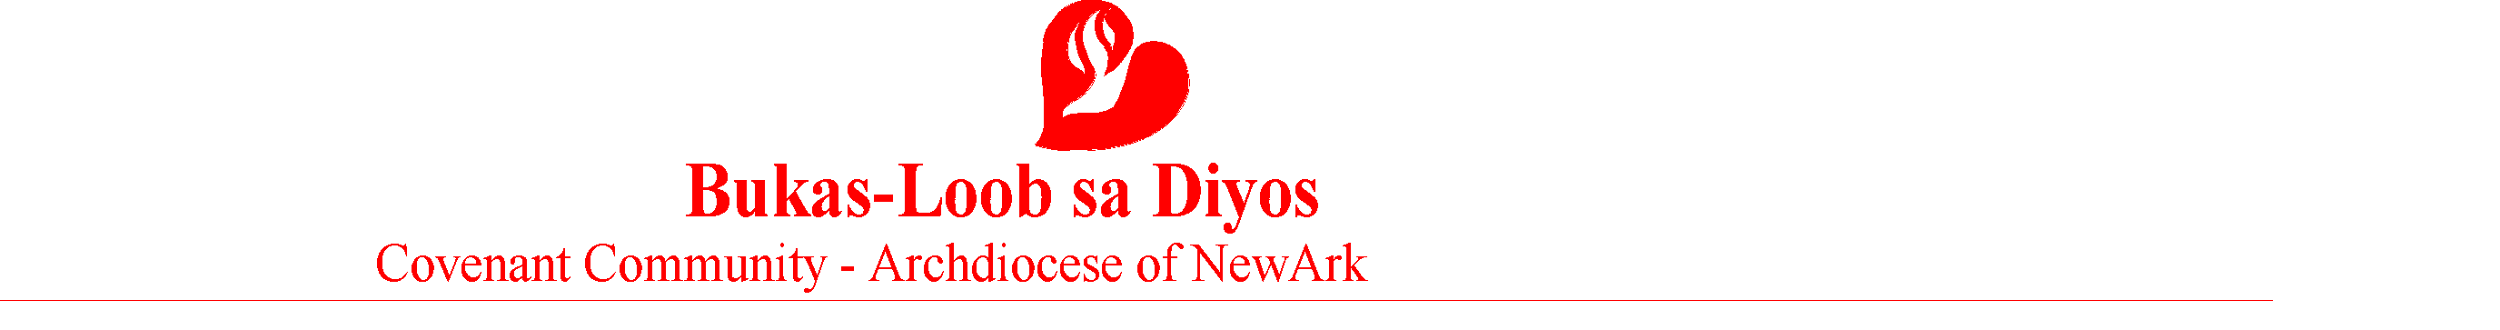 Bukas-Loob sa Diyos
Covenant Community - Archdiocese of NewArk